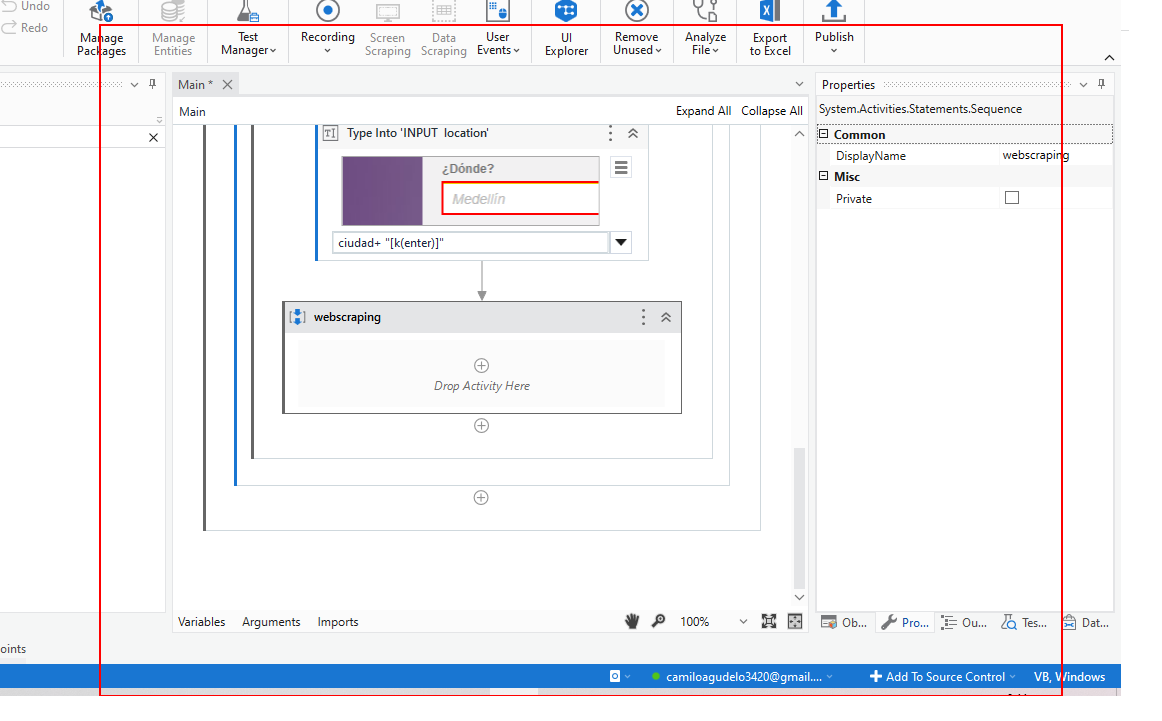 Undo
Redo
Manage Packages
Manage Entities
Test Manager
Recording
Screen Scraping
Data Scraping
User Events
UI Explorer
Remove Unused
Analyze File
Export to Excel
Publish
Main *
Main
Expand All Collapse All
Type Into 'INPUT location'
¿Dónde?
Medellín
ciudad+ "[k(enter)]"
webscraping
Drop Activity Here
Variables Arguments Imports
100%
Properties
System.Activities.Statements.Sequence
Common
DisplayName webscraping
Misc
Private
Ob... Pro... Ou... Tes... Dat...
oints
camiloagudelo3420@gmail.... Add To Source Control VB, Windows